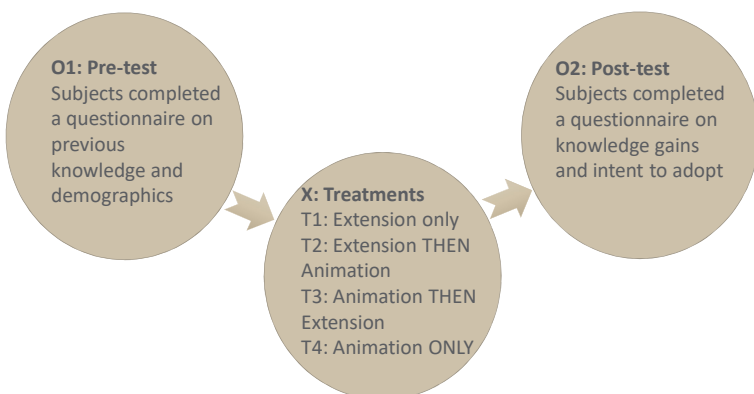 O1: Pre-test
Subjects completed
a questionnaire on
previous
knowledge and
demographics
X: Treatments
T1: Extension only
T2: Extension THEN
Animation
T3: Animation THEN
Extension
T4: Animation ONLY
O2: Post-test
Subjects completed
a questionnaire on
knowledge gains
and intent to adopt